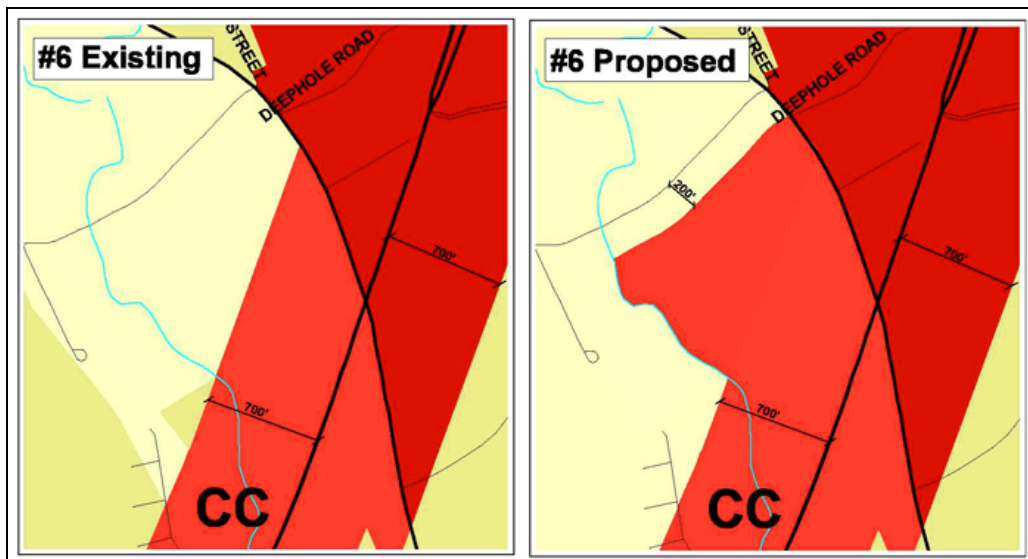 #6 Existing
STREET
DEEPHOLE ROAD
700'
700'
CC
#6 Proposed
STREET
DEEPHOLE ROAD
200'
700'
700'
CC